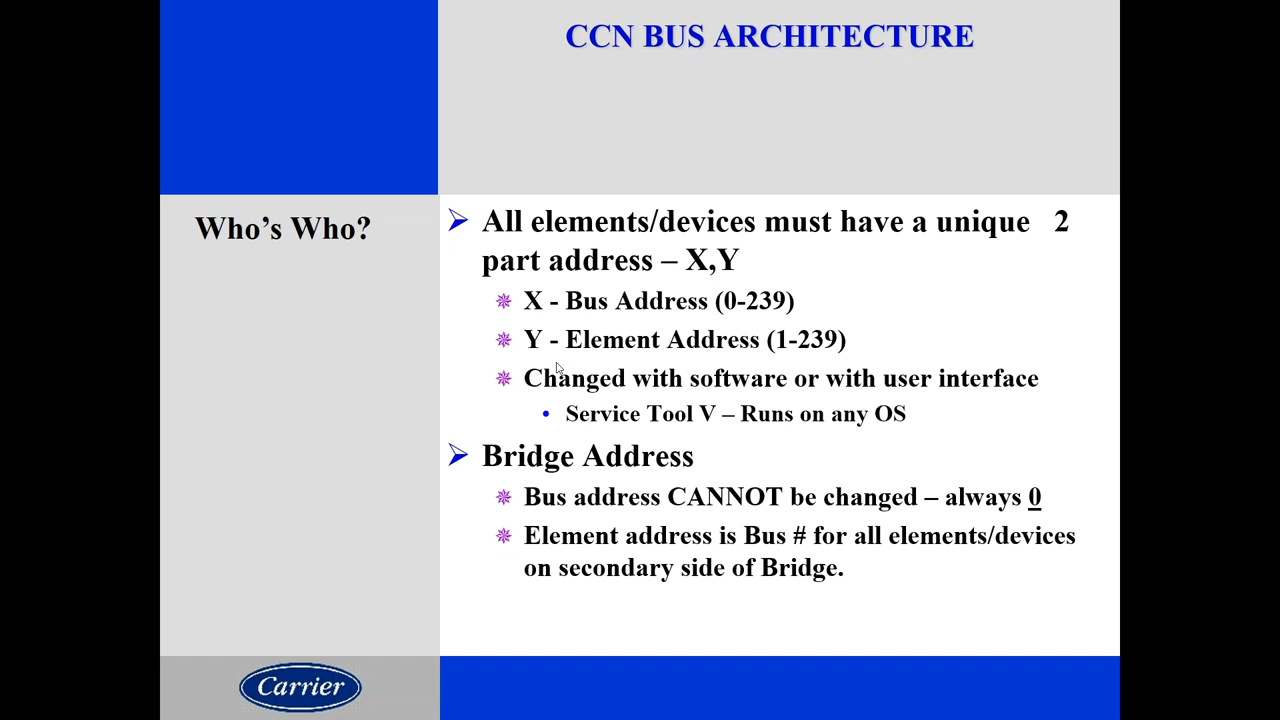 CCN BUS ARCHITECTURE
Who's Who?
All elements/devices must have a unique 2
part address – X,Y
X - Bus Address (0-239)
Y - Element Address (1-239)
Changed with software or with user interface
Service Tool V – Runs on any OS
Bridge Address
Bus address CANNOT be changed – always 0
Element address is Bus # for all elements/devices
on secondary side of Bridge.
Carrier